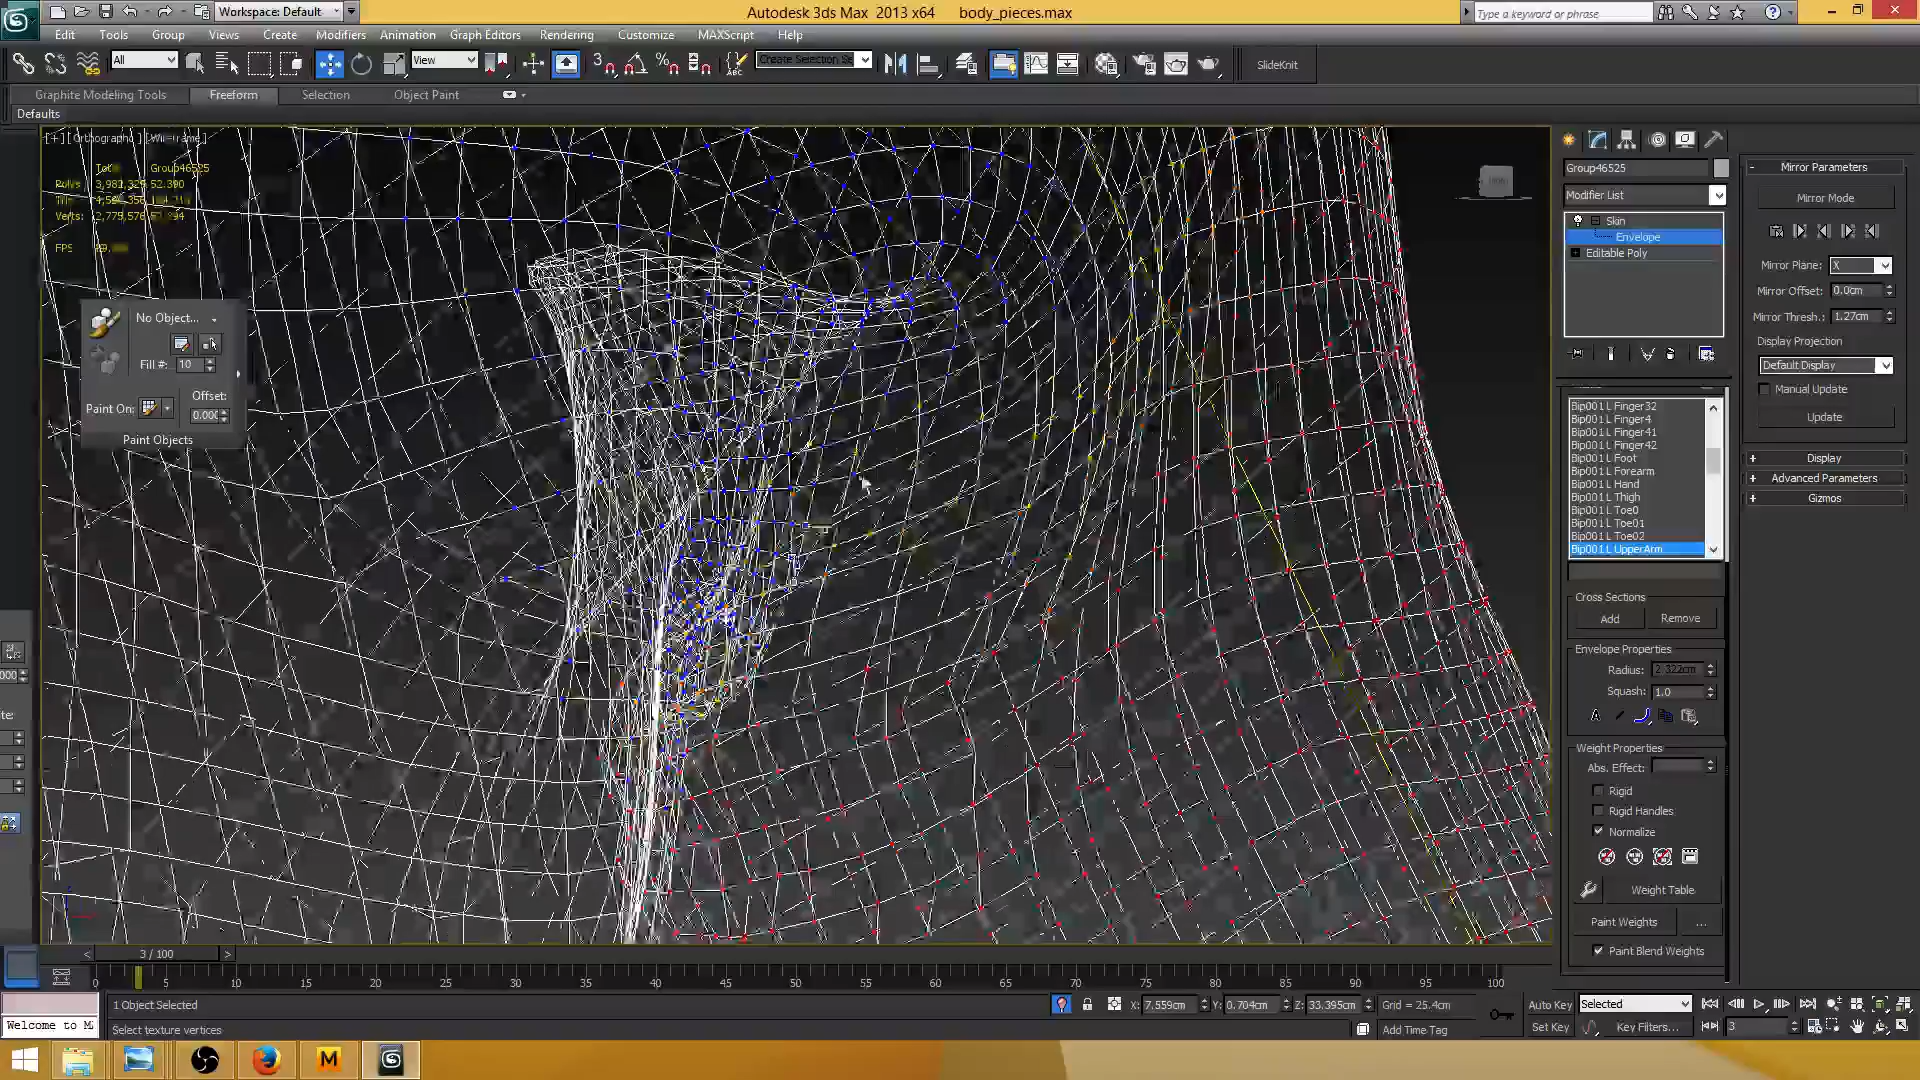 Workspace: Default
Autodesk 3ds Max 2013 x64 body_pieces.max
Type a keyword or phrase
Edit Tools Group Views Create Modifiers Animation Graph Editors Rendering Customize MAXScript Help
All
View
Create Selection Se
SlideKnit
Graphite Modeling Tools Freeform Selection Object Paint
Defaults
Group46525
Verts:
FPS
No Object...
Fill #: 10
Offset:
Paint On:
0.000
Paint Objects
Group46525
Modifier List
Skin
Envelope
Editable Poly
Bip001 L Finger32
Bip001 L Finger4
Bip001 L Finger41
Bip001 L Finger42
Bip001 L Foot
Bip001 L Forearm
Bip001 L Hand
Bip001 L Thigh
Bip001 L Toe0
Bip001 L Toe01
Bip001 L Toe02
Bip001 L UpperArm
Cross Sections
Add Remove
Envelope Properties
Radius: 2.322cm
Squash: 1.0
Weight Properties
Abs. Effect:
Rigid
Rigid Handles
Normalize
Weight Table
Paint Weights ...
Paint Blend Weights
Mirror Parameters
Mirror Mode
Mirror Plane: X
Mirror Offset: 0.0cm
Mirror Thresh.: 1.27cm
Display Projection
Default Display
Manual Update
Update
Display
Advanced Parameters
Gizmos
3 / 100
0 5 10 15 20 25 30 35 40 45 50 55 60 65 70 75 80 85 90 95 100
1 Object Selected
X: 7.559cm Y: 0.704cm Z: 33.395cm Grid = 25.4cm
Auto Key Selected
Welcome to M
Select texture vertices
Add Time Tag
Set Key Key Filters... 3